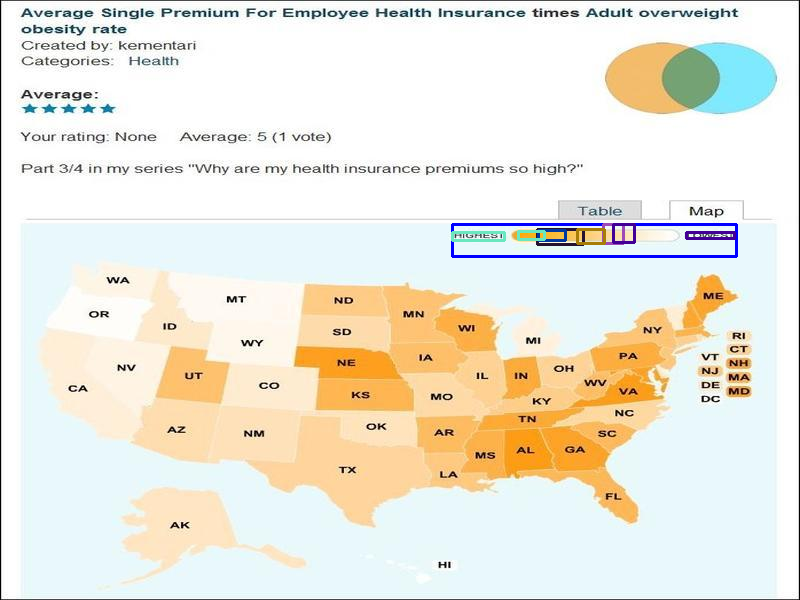 Average Single Premium For Employee Health Insurance times Adult overweight
obesity rate
Created by: kementari
Categories: Health
Average:
Your rating: None Average: 5 (1 vote)
Part 3/4 in my series "Why are my health insurance premiums so high?"
Table Map
HIGHEST LOWEST
WA
OR
ID
MT
WY
NV
CA
UT
CO
AZ
NM
ND
SD
NE
KS
OK
TX
MN
IA
MO
AR
LA
WI
IL
MI
IN
OH
KY
TN
MS
AL
GA
FL
SC
NC
VA
WV
PA
NY
ME
VT
NJ
DE
DC
RI
CT
NH
MA
MD
AK
HI